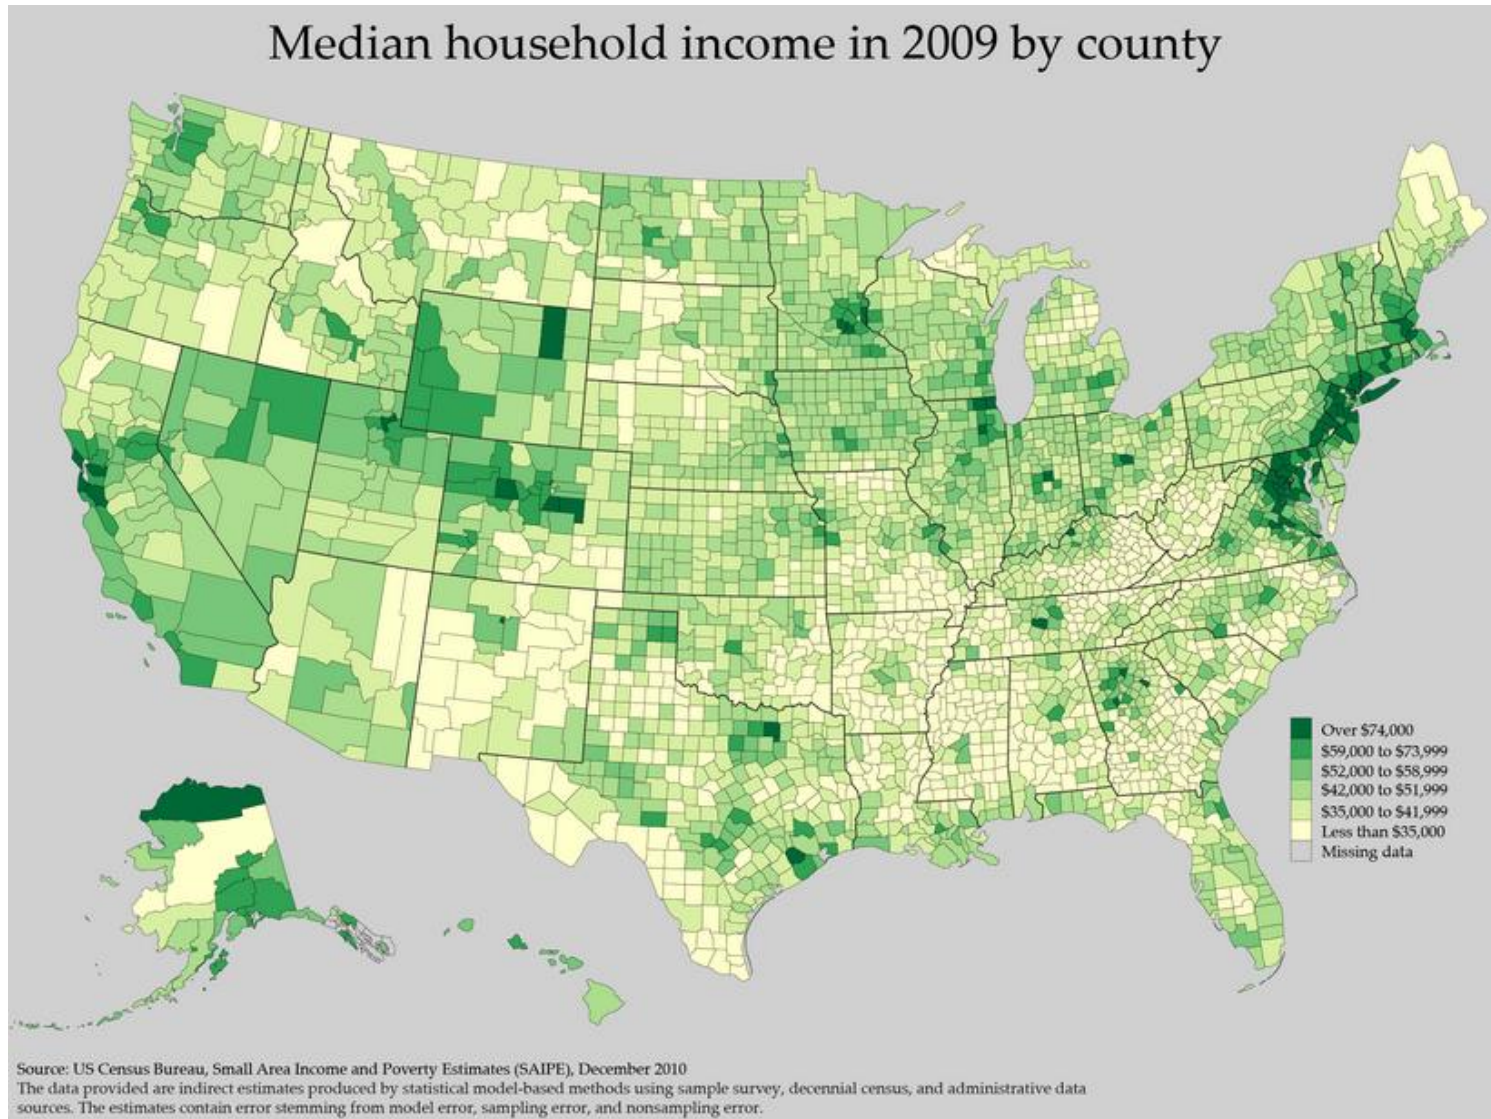 Median household income in 2009 by county
Over $74,000
$59,000 to $73,999
$52,000 to $58,999
$42,000 to $51,999
$35,000 to $41,999
Less than $35,000
Missing data
Source: US Census Bureau, Small Area Income and Poverty Estimates (SAIPE), December 2010
The data provided are indirect estimates produced by statistical model-based methods using sample survey, decennial census, and administrative data
sources. The estimates contain error stemming from model error, sampling error, and nonsampling error.